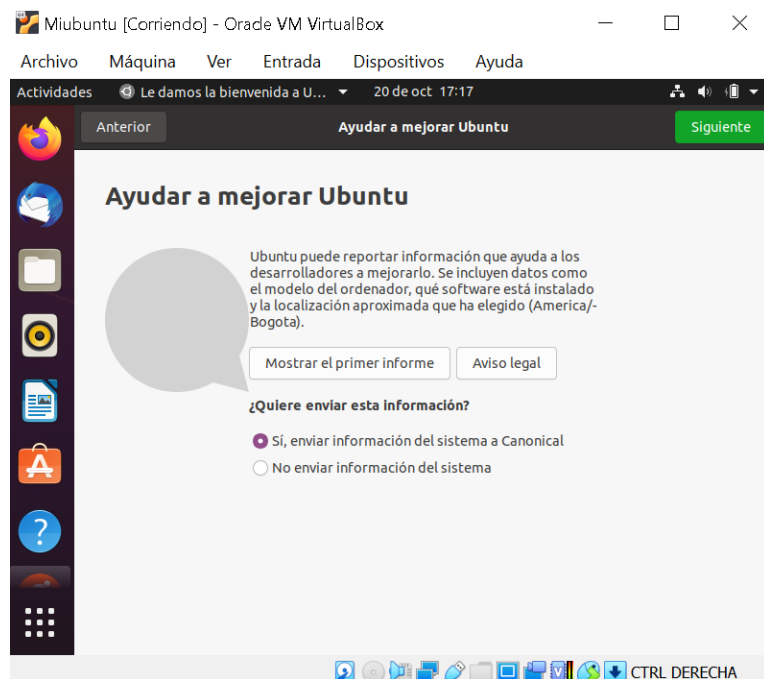 Miubuntu [Corriendo] - Oracle VM VirtualBox
Archivo Máquina Ver Entrada Dispositivos Ayuda
Actividades Le damos la bienvenida a U... 20 de oct 17:17
Anterior Ayudar a mejorar Ubuntu Siguiente
Ayudar a mejorar Ubuntu
Ubuntu puede reportar información que ayuda a los
desarrolladores a mejorarlo. Se incluyen datos como
el modelo del ordenador, qué software está instalado
y la localización aproximada que ha elegido (America/-
Bogota).
Mostrar el primer informe Aviso legal
¿Quiere enviar esta información?
Sí, enviar información del sistema a Canonical
No enviar información del sistema
CTRL DERECHA